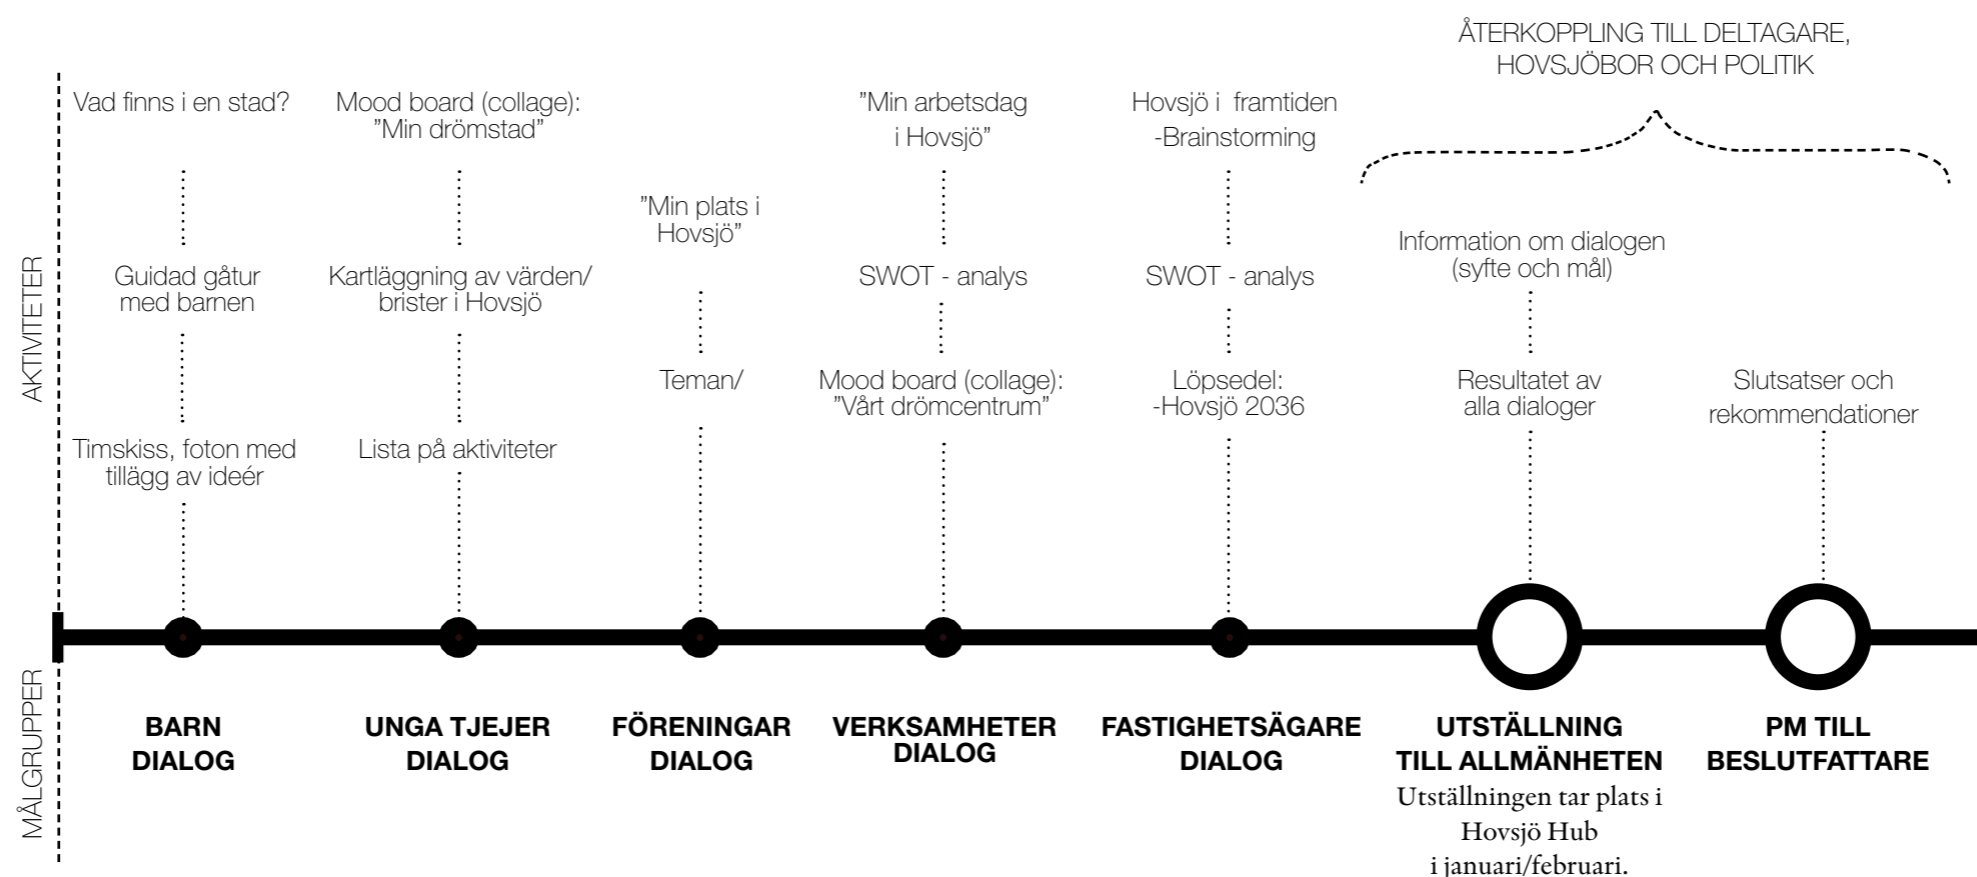 ÅTERKOPPLING TILL DELTAGARE,
HOVSJÖBOR OCH POLITIK
AKTIVITETER
Vad finns i en stad?
Guidad gåtur
med barnen
Timskiss, foton med
tillägg av ideér
Mood board (collage):
"Min drömstad"
Kartläggning av värden/
brister i Hovsjö
Lista på aktiviteter
"Min plats i
Hovsjö"
Teman/
"Min arbetsdag
i Hovsjö"
SWOT - analys
Mood board (collage):
"Vårt drömcentrum"
Hovsjö i framtiden
-Brainstorming
SWOT - analys
Löpsedel:
-Hovsjö 2036
Information om dialogen
(syfte och mål)
Resultatet av
alla dialoger
Slutsatser och
rekommendationer
MÅLGRUPPER
BARN
DIALOG
UNGA TJEJER
DIALOG
FÖRENINGAR
DIALOG
VERKSAMHETER
DIALOG
FASTIGHETSÄGARE
DIALOG
UTSTÄLLNING
TILL ALLMÄNHETEN
Utställningen tar plats i
Hovsjö Hub
i januari/februari.
PM TILL
BESLUTFATTARE